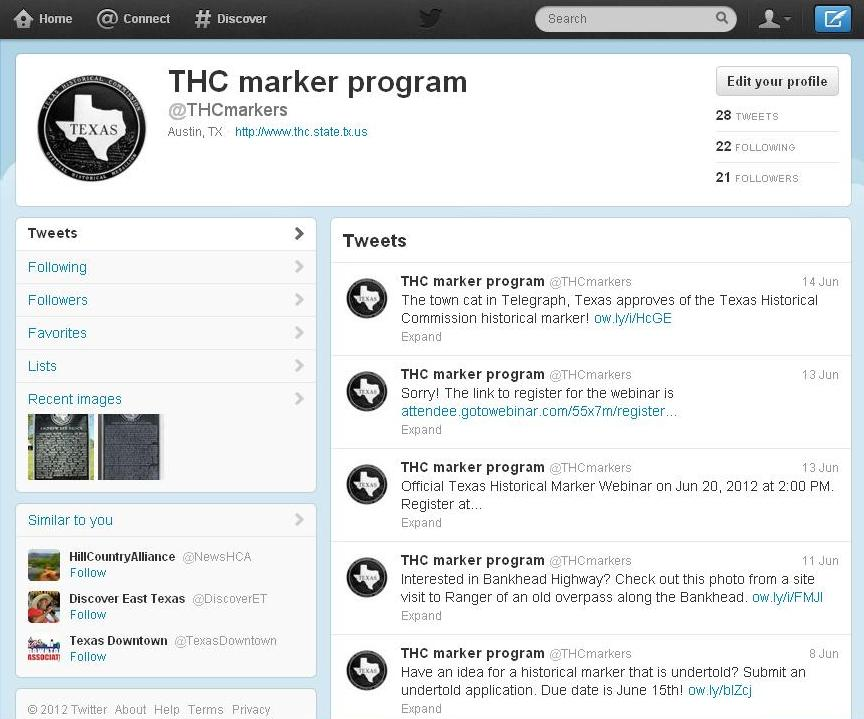 Home
Connect
Discover
Search
TEXAS HISTORICAL COMMISSION
TEXAS
OFFICIAL HISTORICAL MEDALLION
THC marker program
@THCmarkers
Austin, TX · http://www.thc.state.tx.us
Edit your profile
28 TWEETS
22 FOLLOWING
21 FOLLOWERS
Tweets
Following
Followers
Favorites
Lists
Recent images
Similar to you
HillCountryAlliance @NewsHCA
Follow
Discover East Texas @DiscoverET
Follow
Texas Downtown @TexasDowntown
Follow
© 2012 Twitter About Help Terms Privacy
Tweets
THC marker program @THCmarkers 14 Jun
The town cat in Telegraph, Texas approves of the Texas Historical
Commission historical marker! ow.ly/i/HcGE
Expand
THC marker program @THCmarkers 13 Jun
Sorry! The link to register for the webinar is
attendee.gotowebinar.com/55x7m/register...
Expand
THC marker program @THCmarkers 13 Jun
Official Texas Historical Marker Webinar on Jun 20, 2012 at 2:00 PM.
Register at...
Expand
THC marker program @THCmarkers 11 Jun
Interested in Bankhead Highway? Check out this photo from a site
visit to Ranger of an old overpass along the Bankhead. ow.ly/i/FMJl
Expand
THC marker program @THCmarkers 8 Jun
Have an idea for a historical marker that is undertold? Submit an
undertold application. Due date is June 15th! ow.ly/blZcj
Expand